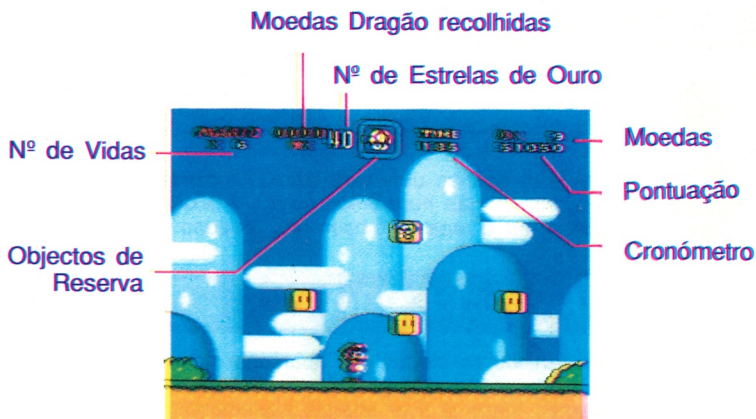 Moedas Dragão recolhidas
Nº de Estrelas de Ouro
Nº de Vidas
Moedas
Pontuação
Objectos de
Reserva
Cronómetro
MARIO
TIME
40